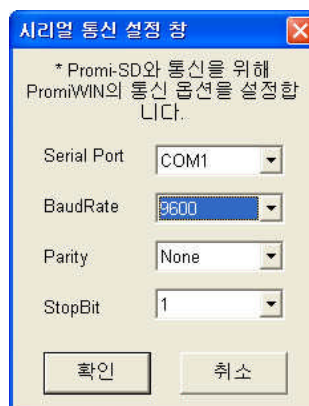 시리얼 통신 설정 창
* Promi-SD와 통신을 위해
PromiWIN의 통신 옵션을 설정합
니다.
Serial Port COM1
BaudRate 9600
Parity None
StopBit 1
확인 취소